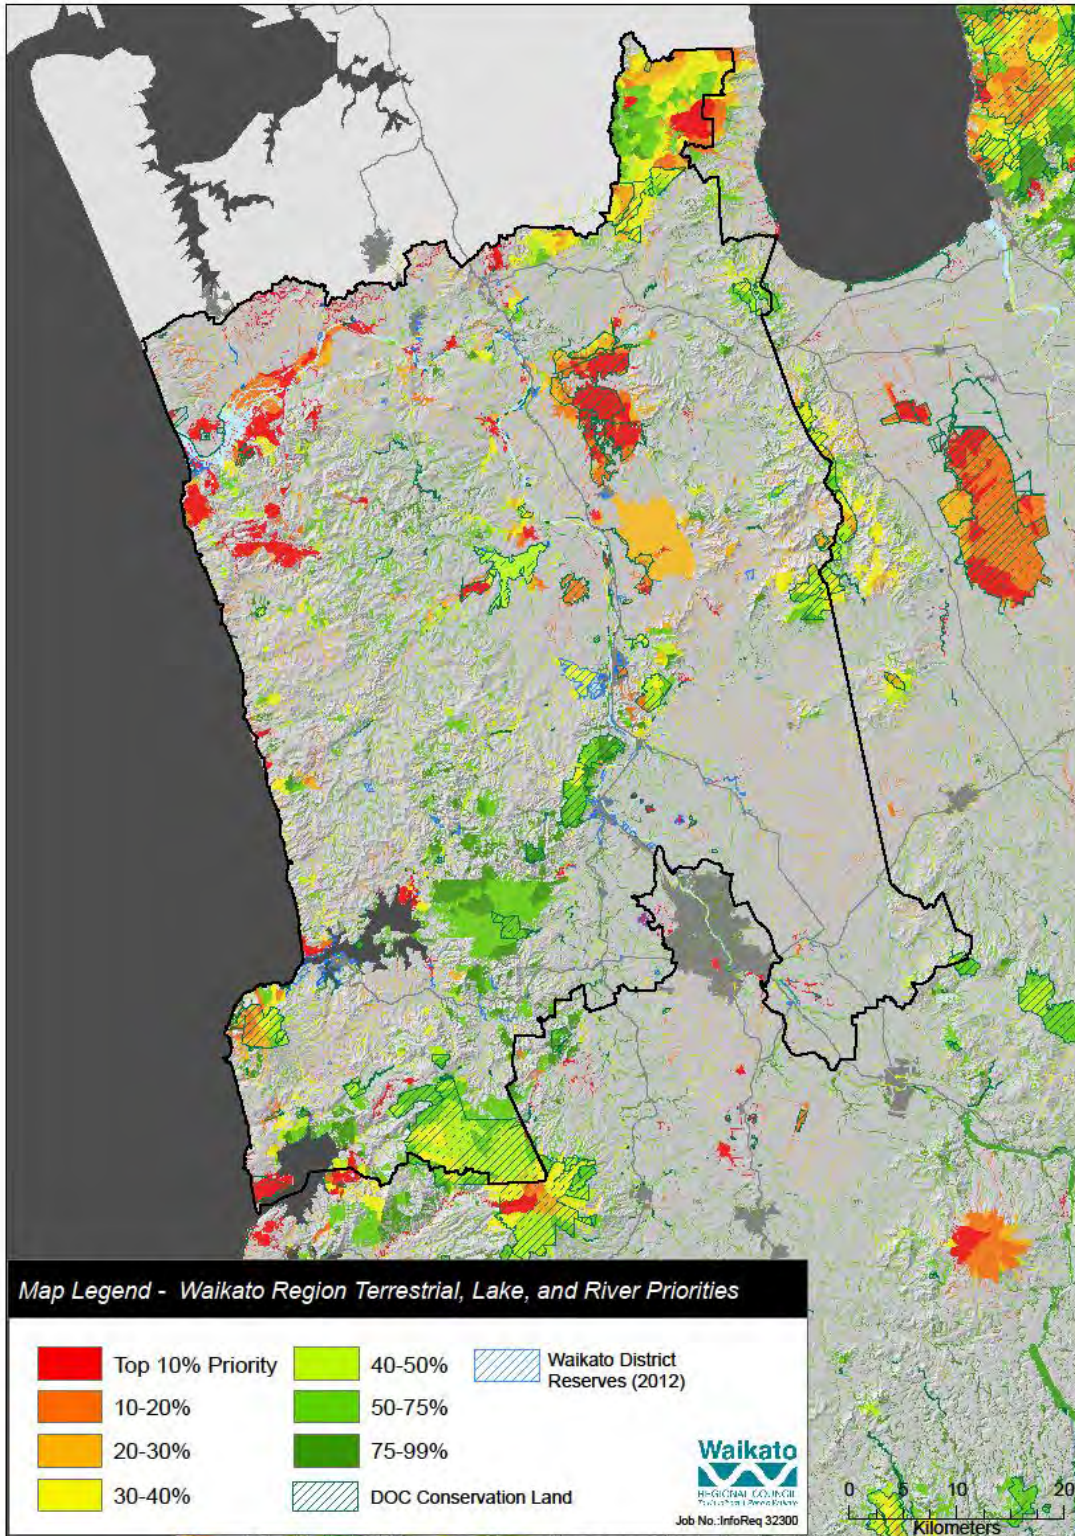 Map Legend - Waikato Region Terrestrial, Lake, and River Priorities
Top 10% Priority
10-20%
20-30%
30-40%
40-50%
50-75%
75-99%
DOC Conservation Land
Waikato District
Reserves (2012)
Waikato
REGIONAL COUNCIL
Job No.:InfoReq 32300
0 10 20
Kilometers